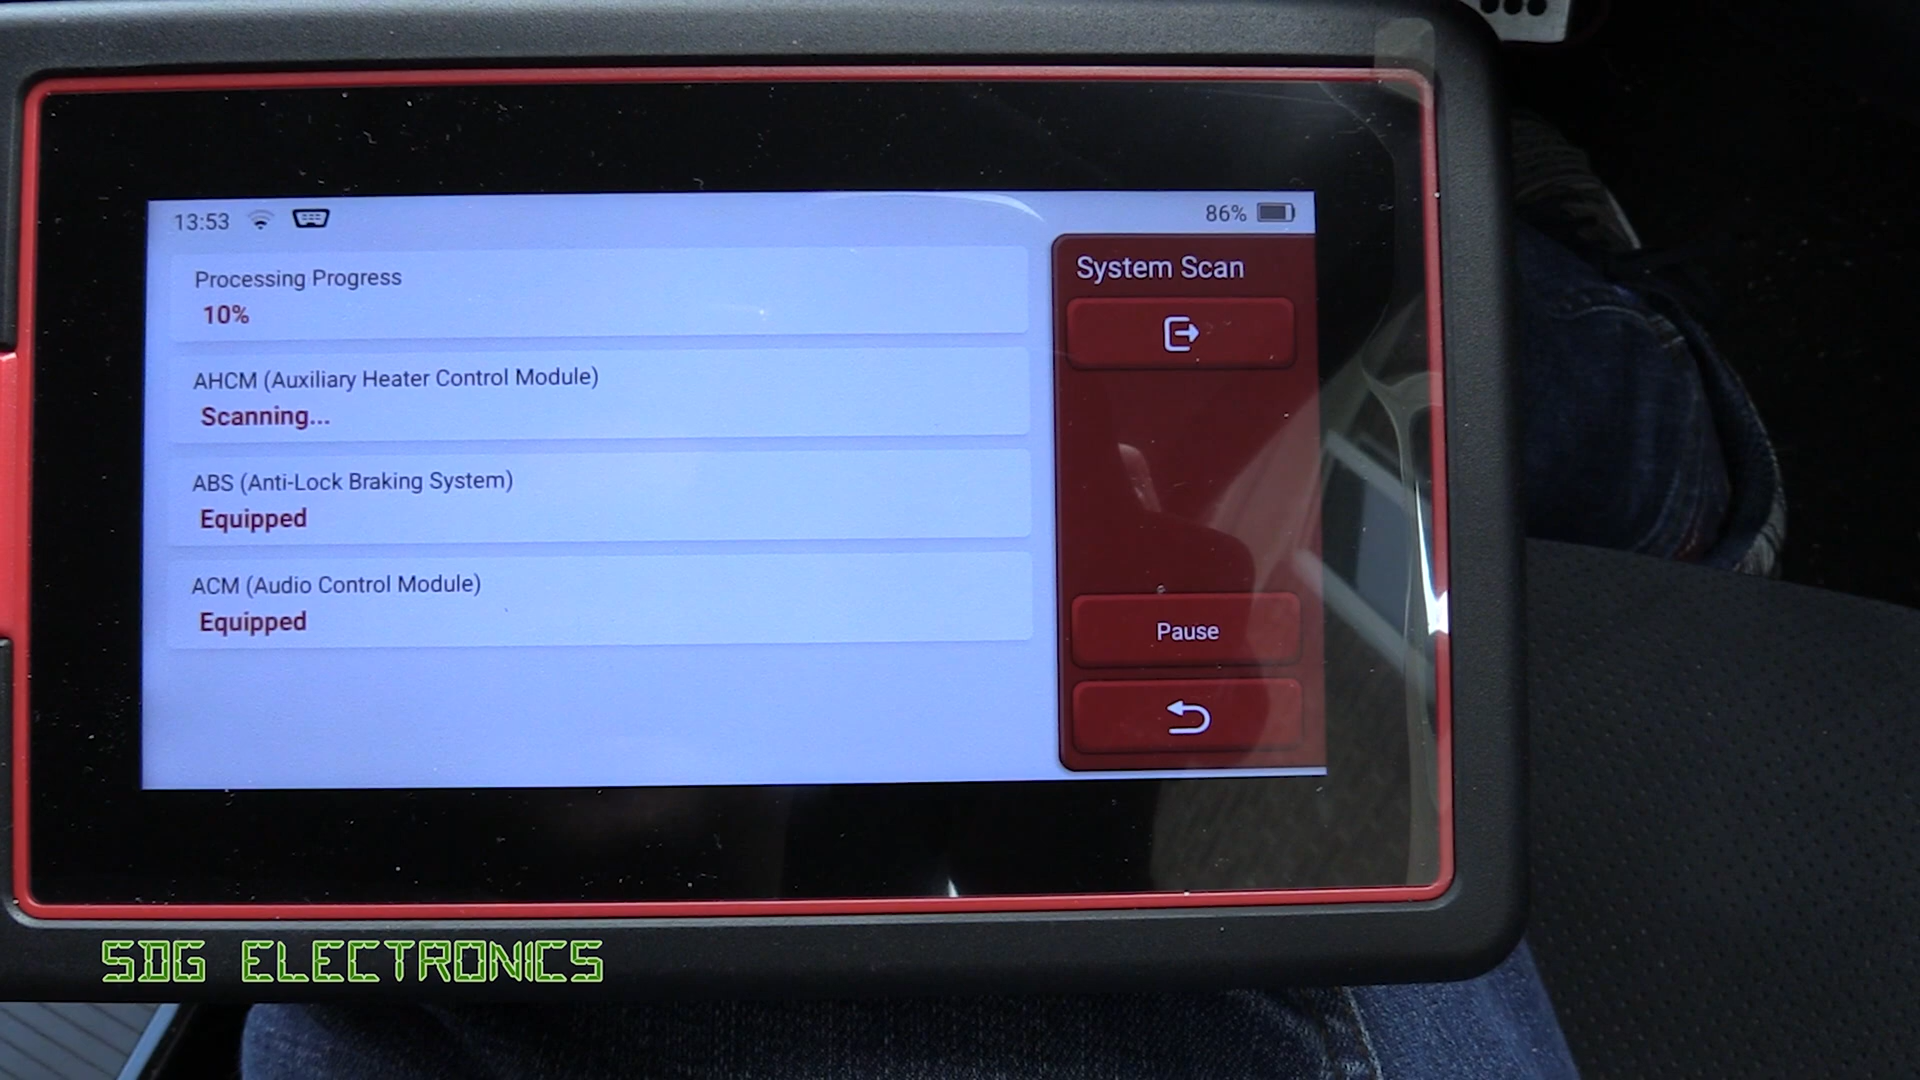 13:53
86%
Processing Progress
10%
AHCM (Auxiliary Heater Control Module)
Scanning...
ABS (Anti-Lock Braking System)
Equipped
ACM (Audio Control Module)
Equipped
System Scan
Pause
SDG ELECTRONICS